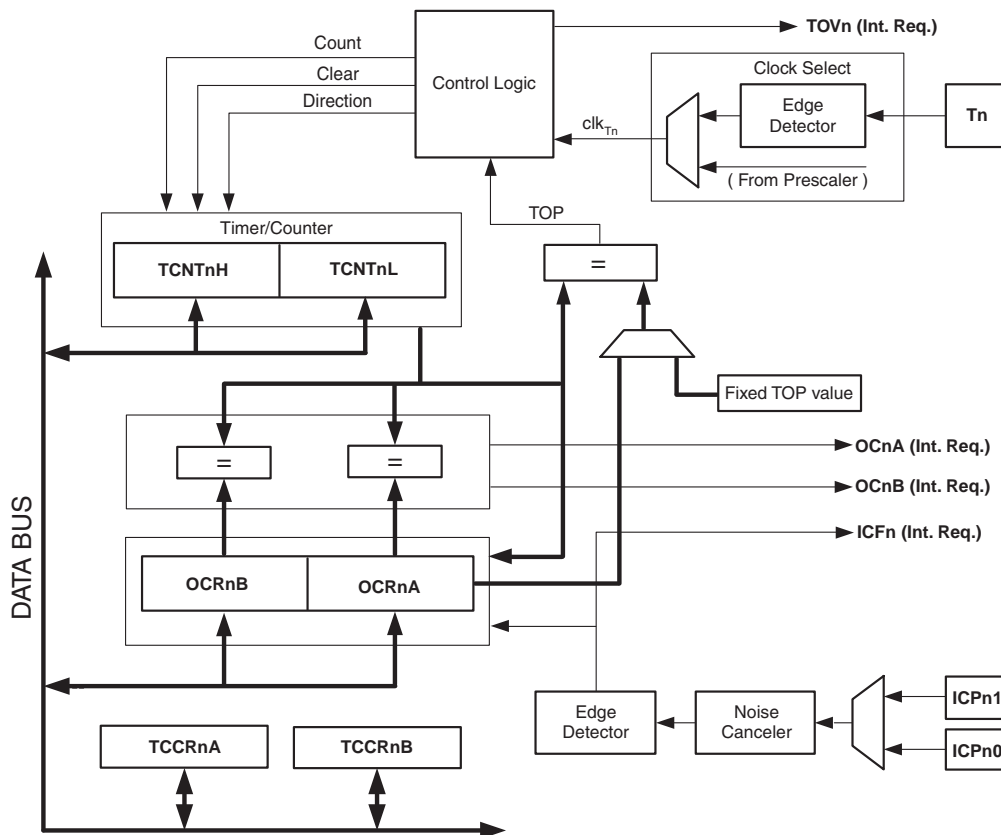 TOVn (Int. Req.)
Count
Clear
Direction
Control Logic
Clock Select
Edge
Detector
Tn
clkTn
( From Prescaler )
TOP
Timer/Counter
TCNTnH
TCNTnL
=
Fixed TOP value
=
=
OCnA (Int. Req.)
OCnB (Int. Req.)
ICFn (Int. Req.)
DATA BUS
OCRnB
OCRnA
Edge
Detector
Noise
Canceler
ICPn1
ICPn0
TCCRnA
TCCRnB